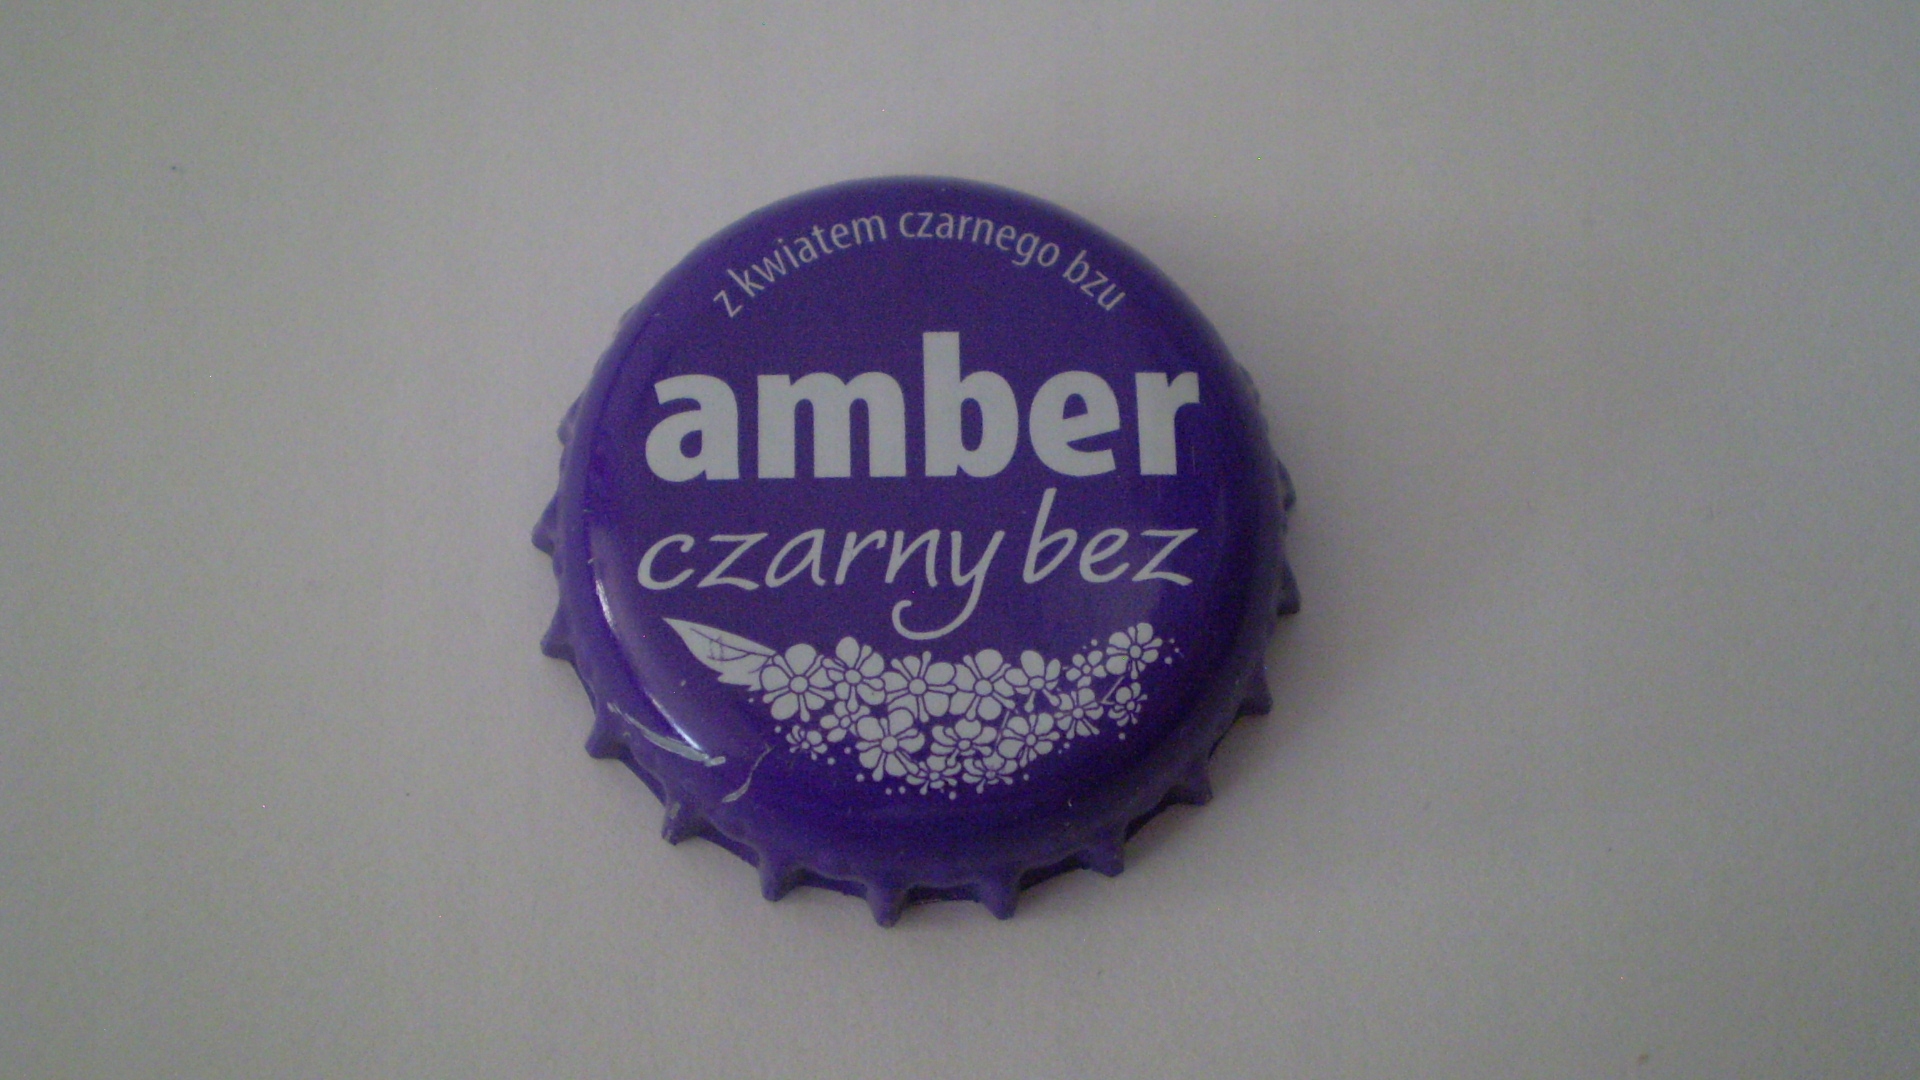 z kwiatem czarnego bzu
amber
czarny bez